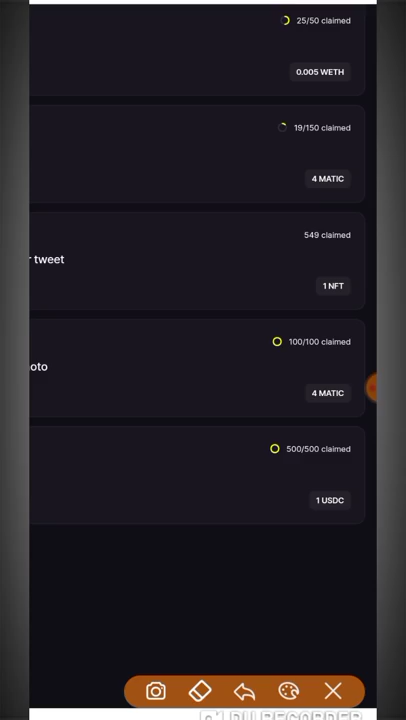 25/50 claimed
0.005 WETH
19/150 claimed
4 MATIC
549 claimed
tweet
1 NFT
100/100 claimed
oto
4 MATIC
500/500 claimed
1 USDC